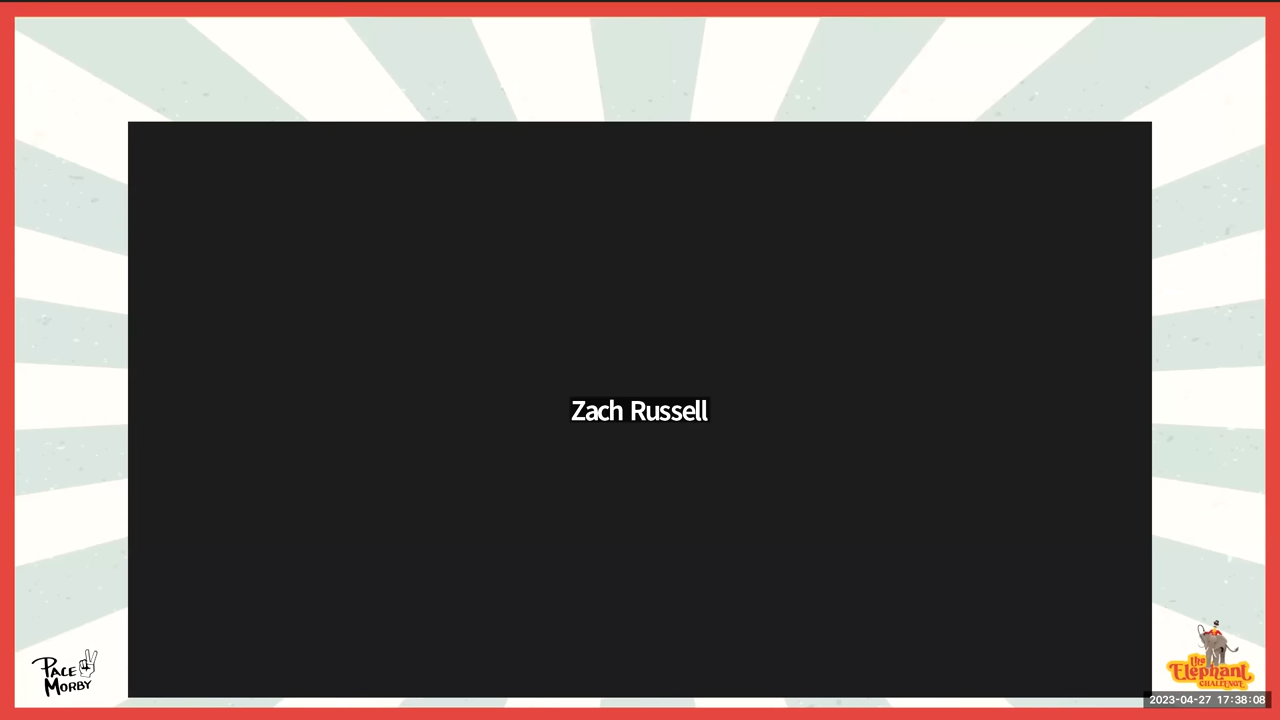 Zach Russell
PACE
MORBY
the
Elephant
CHALLENGE
2023-04-27 17:38:08